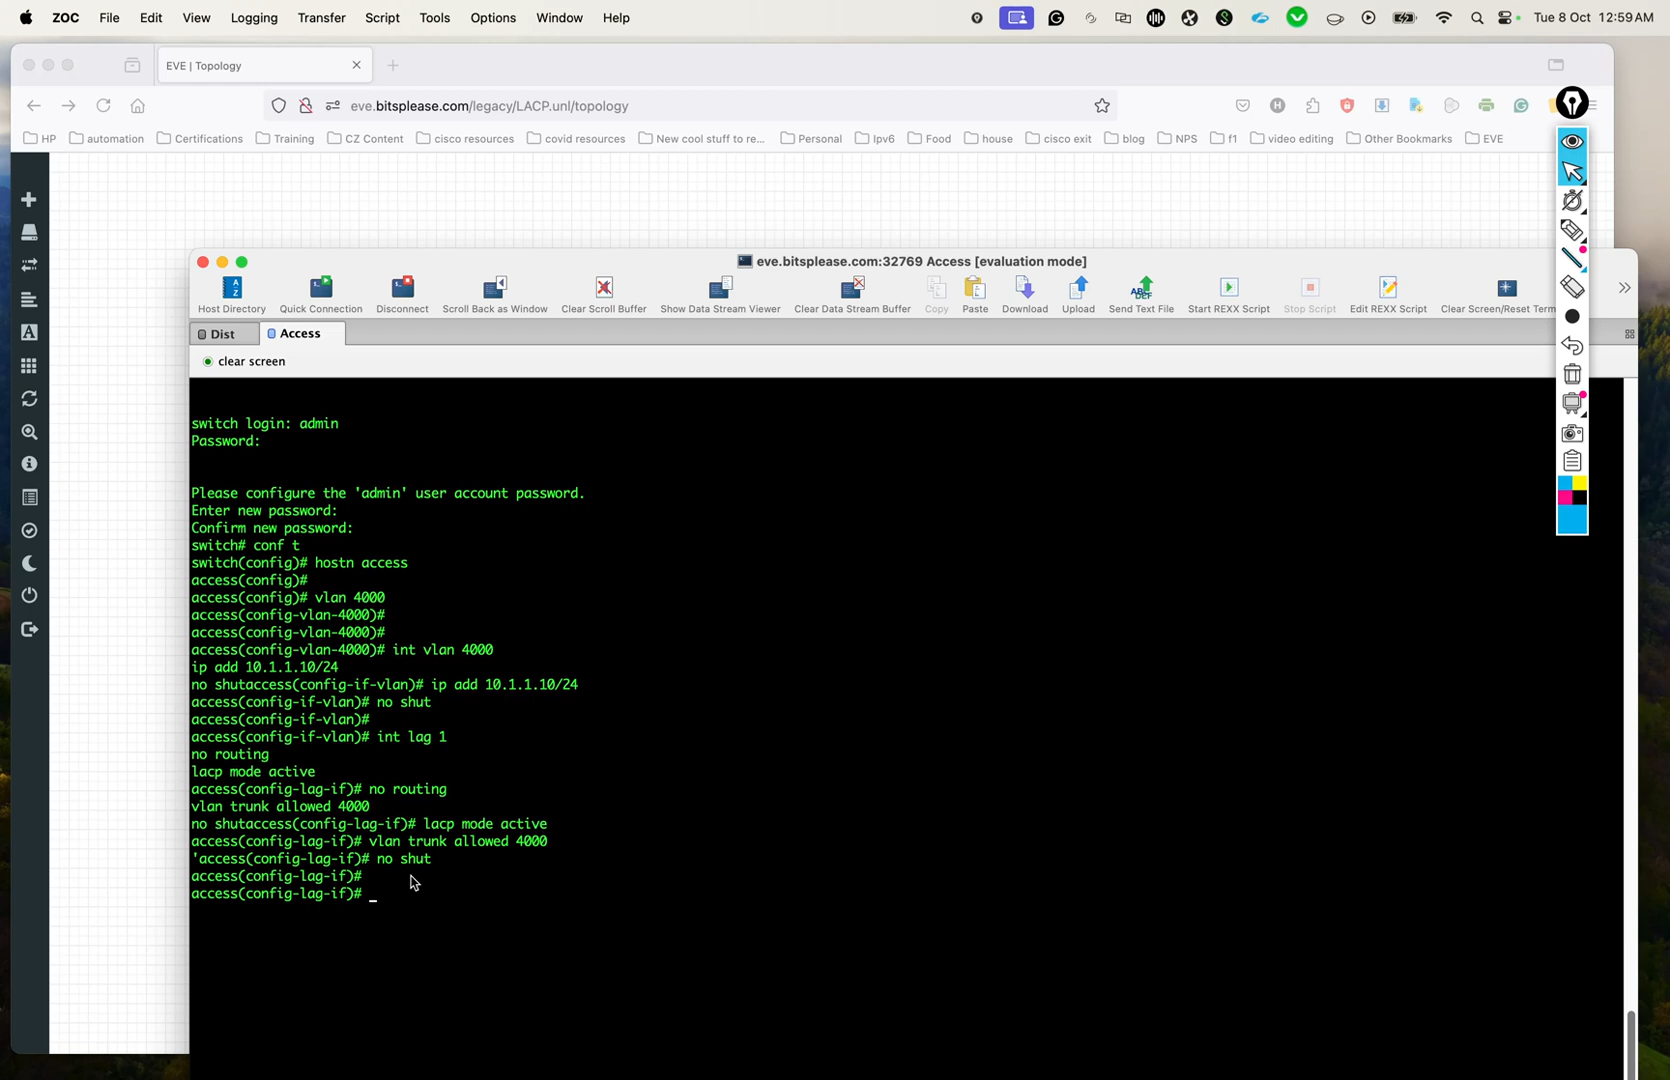 ZOC File Edit View Logging Transfer Script Tools Options Window Help Tue 8 Oct 12:59 AM
EVE | Topology
eve.bitsplease.com/legacy/LACP.unl/topology
HP automation Certifications Training CZ Content cisco resources covid resources New cool stuff to re... Personal Ipv6 Food house cisco exit blog NPS f1 video editing Other Bookmarks EVE
eve.bitsplease.com:32769 Access [evaluation mode]
Host Directory Quick Connection Disconnect Scroll Back as Window Clear Scroll Buffer Show Data Stream Viewer Clear Data Stream Buffer Copy Paste Download Upload Send Text File Start REXX Script Stop Script Edit REXX Script Clear Screen/Reset Term
Dist Access
clear screen
switch login: admin
Password:
Please configure the 'admin' user account password.
Enter new password:
Confirm new password:
switch# conf t
switch(config)# hostn access
access(config)#
access(config)# vlan 4000
access(config-vlan-4000)#
access(config-vlan-4000)#
access(config-vlan-4000)# int vlan 4000
ip add 10.1.1.10/24
no shutaccess(config-if-vlan)# ip add 10.1.1.10/24
access(config-if-vlan)# no shut
access(config-if-vlan)#
access(config-if-vlan)# int lag 1
no routing
lacp mode active
access(config-lag-if)# no routing
vlan trunk allowed 4000
no shutaccess(config-lag-if)# lacp mode active
access(config-lag-if)# vlan trunk allowed 4000
'access(config-lag-if)# no shut
access(config-lag-if)#
access(config-lag-if)# _